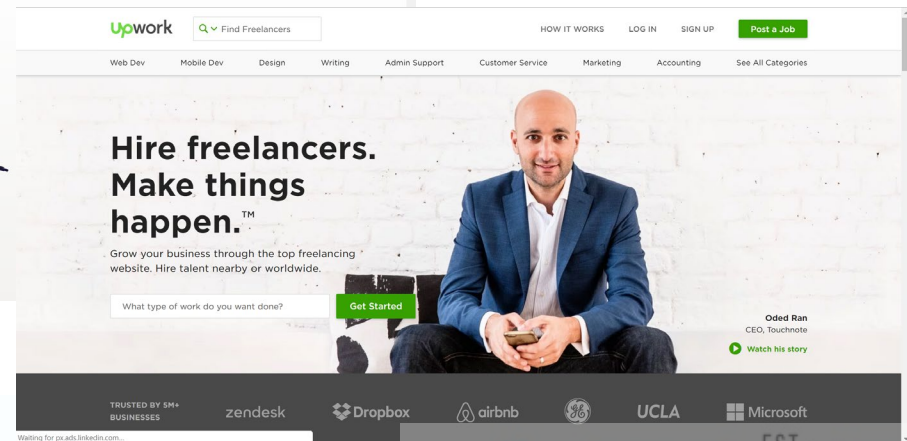 Upwork
Find Freelancers
HOW IT WORKS
LOG IN
SIGN UP
Post a Job
Web Dev
Mobile Dev
Design
Writing
Admin Support
Customer Service
Marketing
Accounting
See All Categories
Hire freelancers.
Make things
happen.™
Grow your business through the top freelancing
website. Hire talent nearby or worldwide.
What type of work do you want done?
Get Started
Oded Ran
CEO, Touchnote
Watch his story
TRUSTED BY 5M+
BUSINESSES
zendesk
Dropbox
airbnb
GE
UCLA
Microsoft
Waiting for px.ads.linkedin.com...